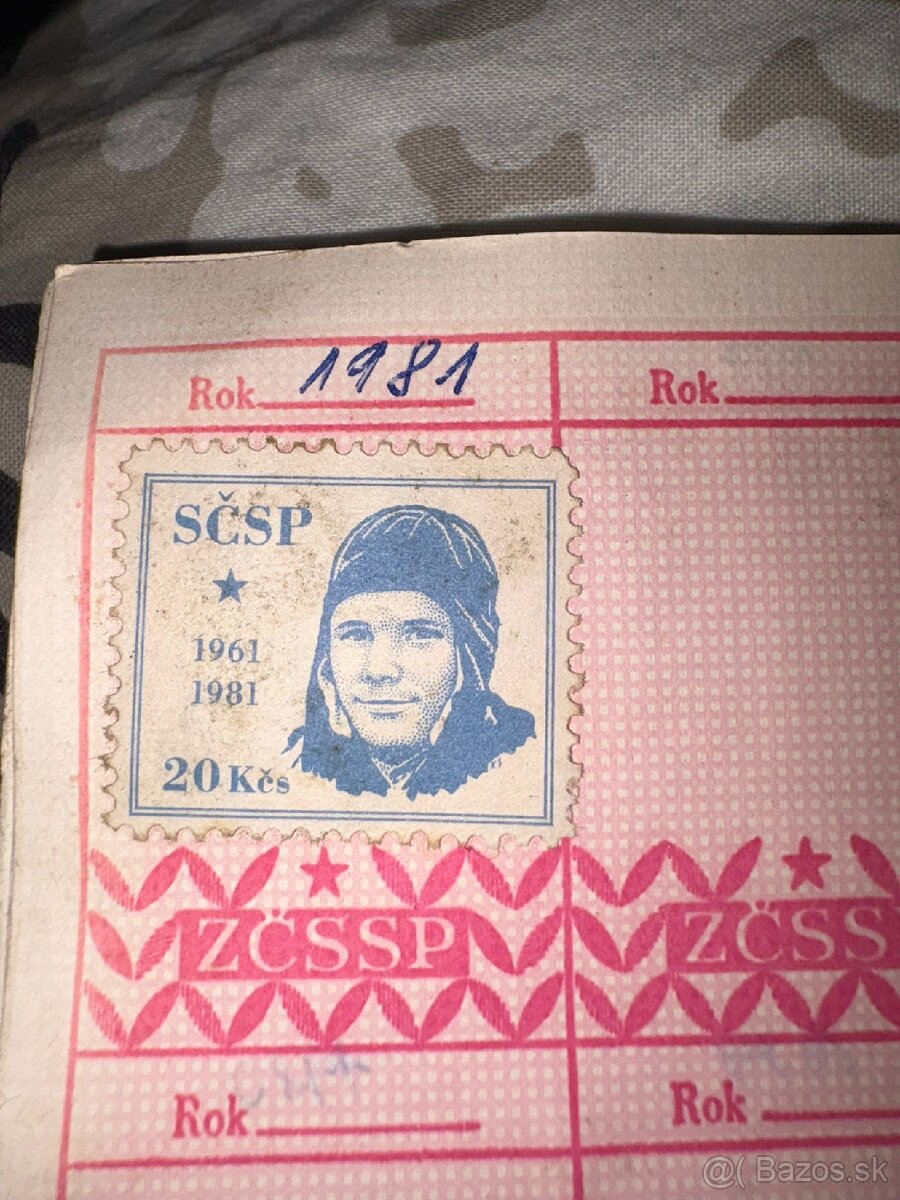 Rok 1981
Rok
SČSP
1961
1981
20 Kčs
ZČSSP
ZČSS
Rok
Rok
@( Bazos.sk